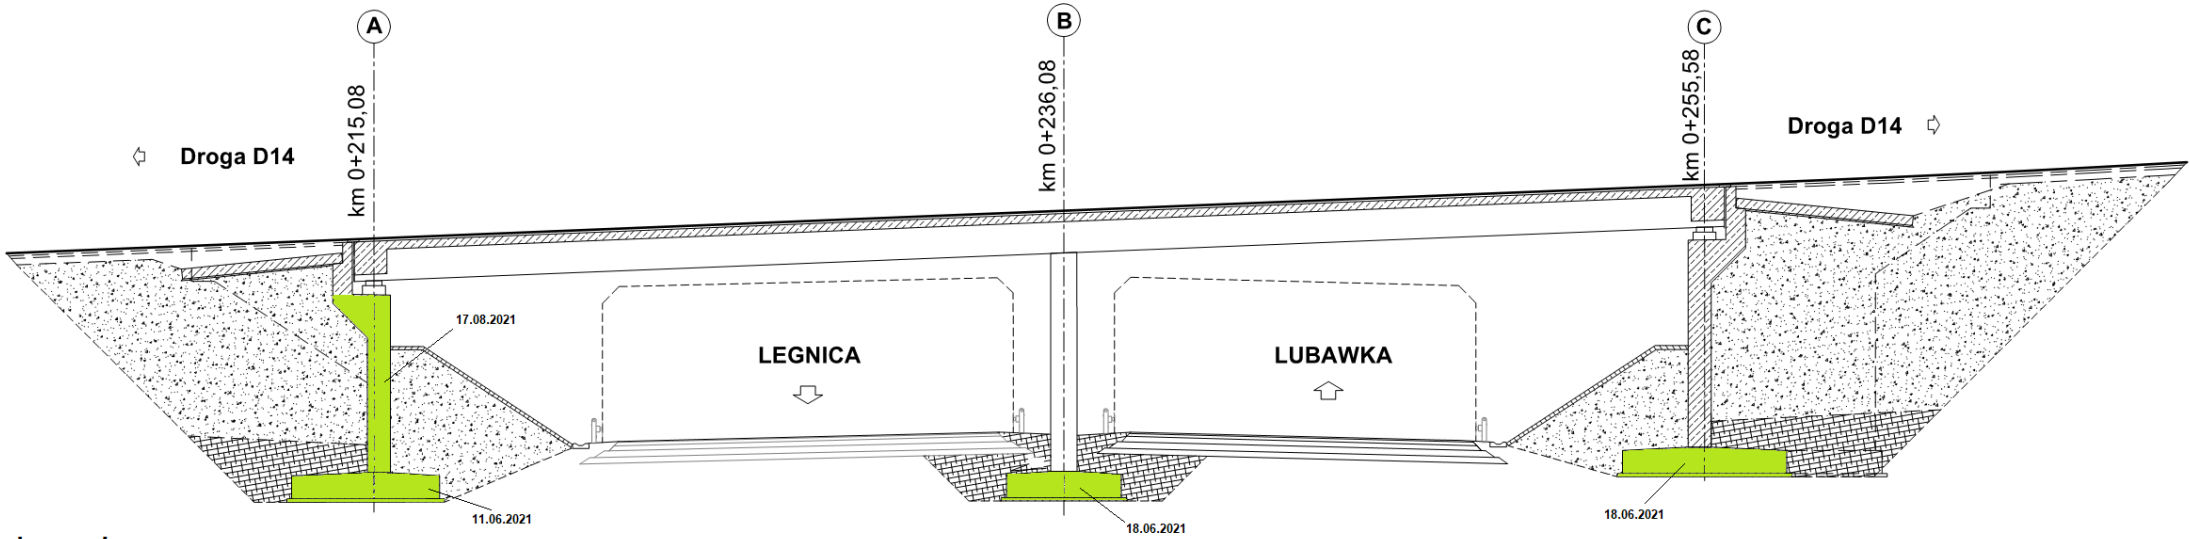 A
B
C
km 0+215,08
km 0+236,08
km 0+255,58
Droga D14
Droga D14
17.08.2021
LEGNICA
LUBAWKA
11.06.2021
18.06.2021
18.06.2021